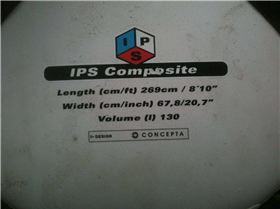 IPS
IPS Composite
Length (cm/ft) 269cm / 8`10”
Width (cm/inch) 67,8/20,7”
Volume (l) 130
DESIGN CONCEPTA